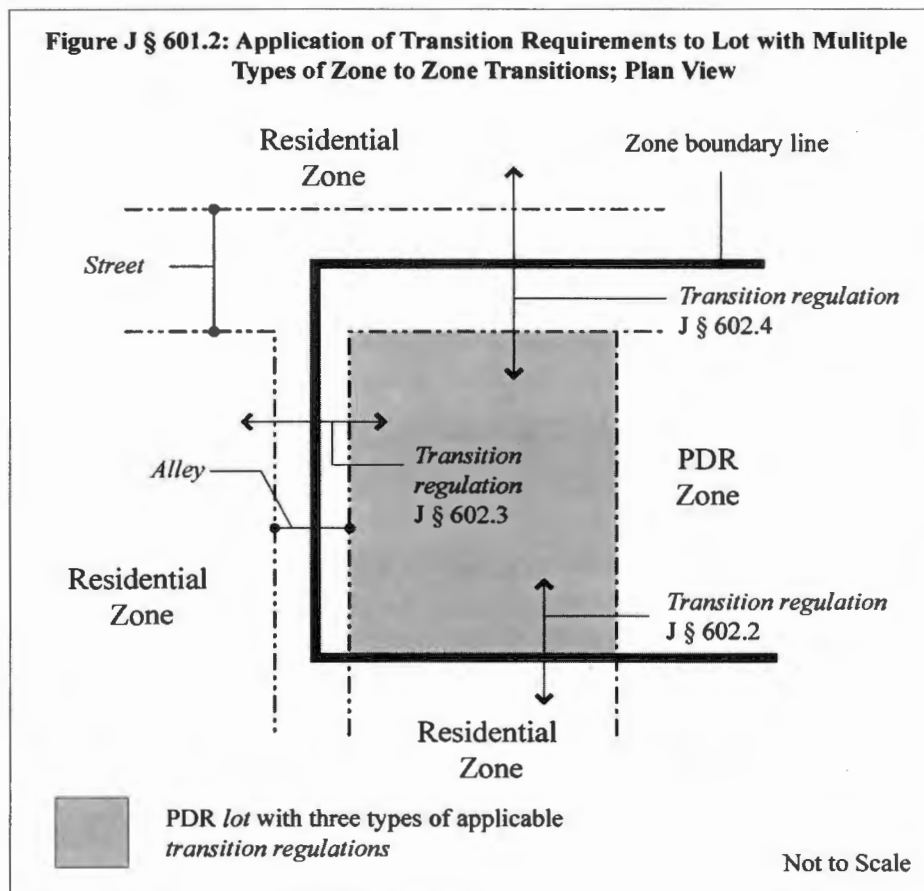 Figure J § 601.2: Application of Transition Requirements to Lot with Mulitple
Types of Zone to Zone Transitions; Plan View
Residential
Zone
Zone boundary line
Street
Transition regulation
J § 602.4
Alley
Transition
regulation
J § 602.3
PDR
Zone
Residential
Zone
Transition regulation
J § 602.2
Residential
Zone
PDR lot with three types of applicable
transition regulations
Not to Scale